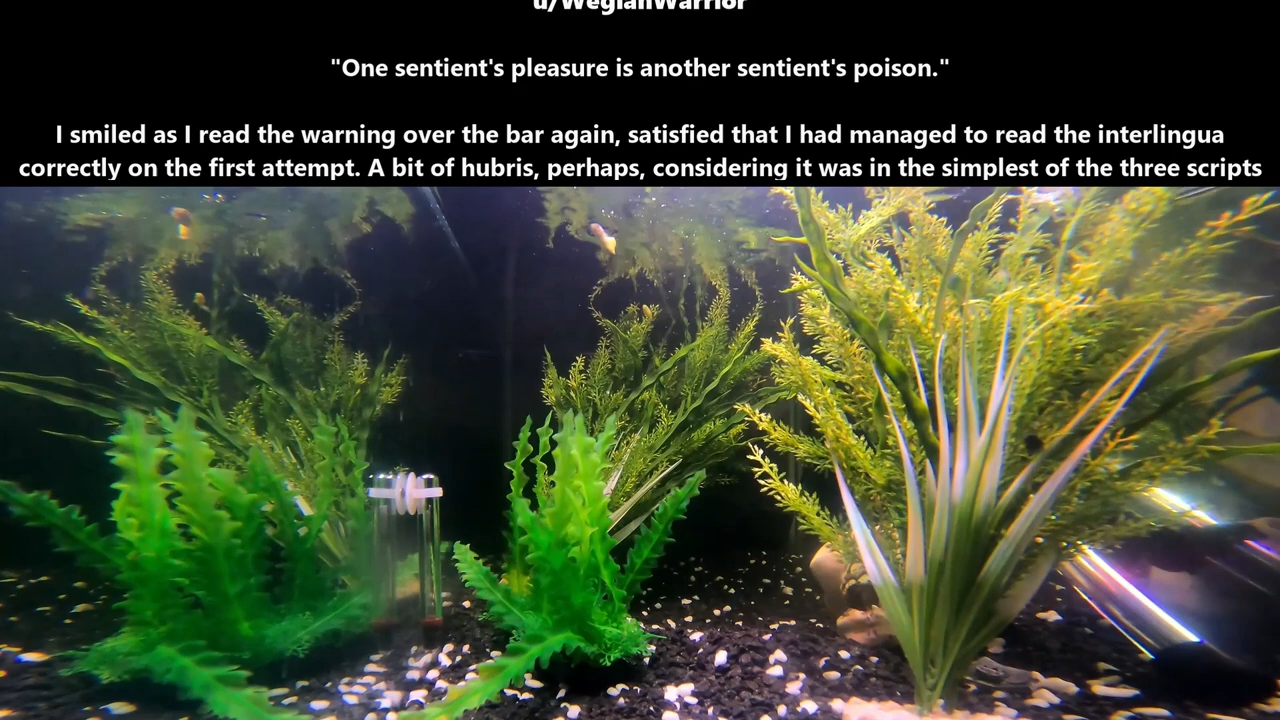 u/WegianWarrior
"One sentient's pleasure is another sentient's poison."
I smiled as I read the warning over the bar again, satisfied that I had managed to read the interlingua
correctly on the first attempt. A bit of hubris, perhaps, considering it was in the simplest of the three scripts